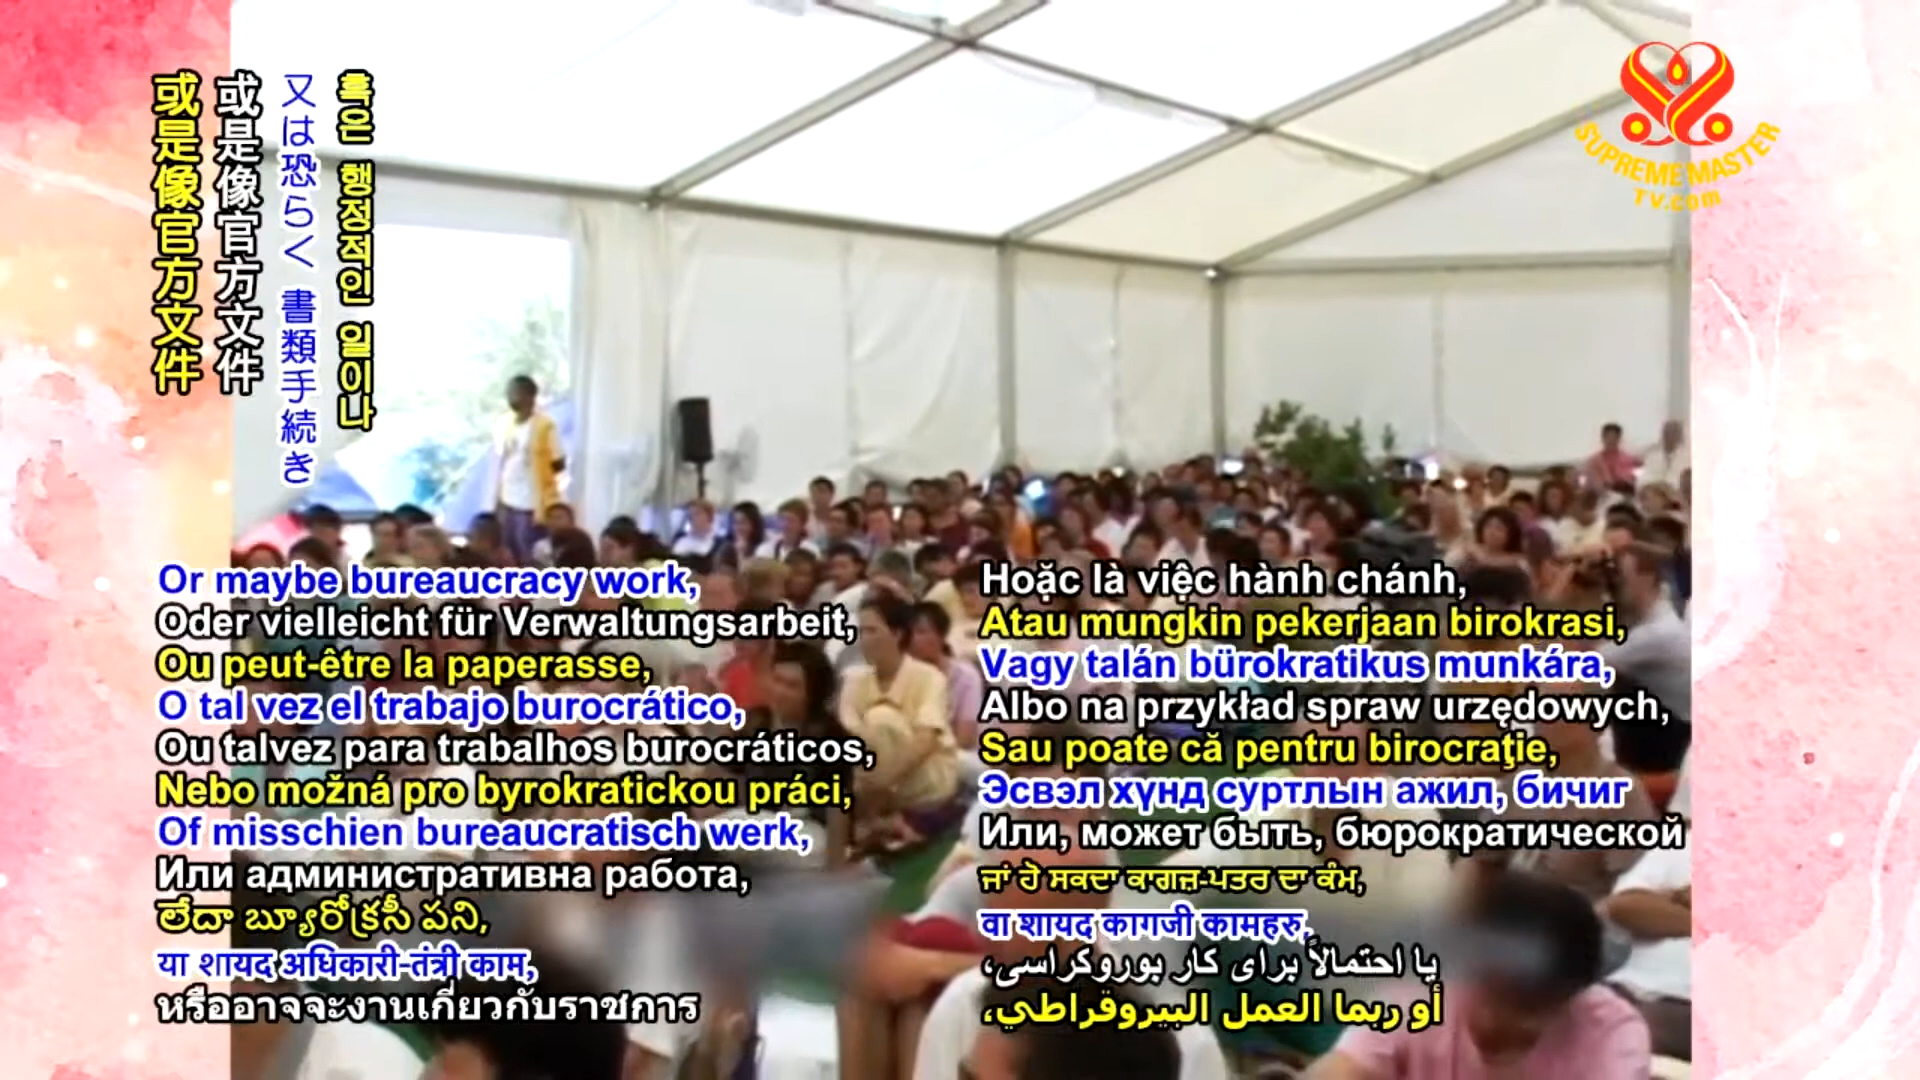 或是像官方文件
或是像官方文件
又は恐らく 書類手続き
혹은 행정적인 일이나
SUPREME MASTER
TV.com
Or maybe bureaucracy work,
Oder vielleicht für Verwaltungsarbeit,
Ou peut-être la paperasse,
O tal vez el trabajo burocrático,
Ou talvez para trabalhos burocráticos,
Nebo možná pro byrokratickou práci,
Of misschien bureaucratisch werk,
Или административна работа,
లేదా బ్యూరోక్రసీ పని,
या शायद अधिकारी-तंत्री काम,
หรืออาจจะงานเกี่ยวกับราชการ
Hoặc là việc hành chánh,
Atau mungkin pekerjaan birokrasi,
Vagy talán bürokratikus munkára,
Albo na przykład spraw urzędowych,
Sau poate că pentru birocraţie,
Эсвэл хүнд суртлын ажил, бичиг
Или, может быть, бюрократической
ਜਾਂ ਹੋ ਸਕਦਾ ਕਾਗਜ਼-ਪਤਰ ਦਾ ਕੰਮ,
वा शायद कागजी कामहरु,
یا احتمالاً برای کار بوروکراسی،
أو ربما العمل البيروقراطي،